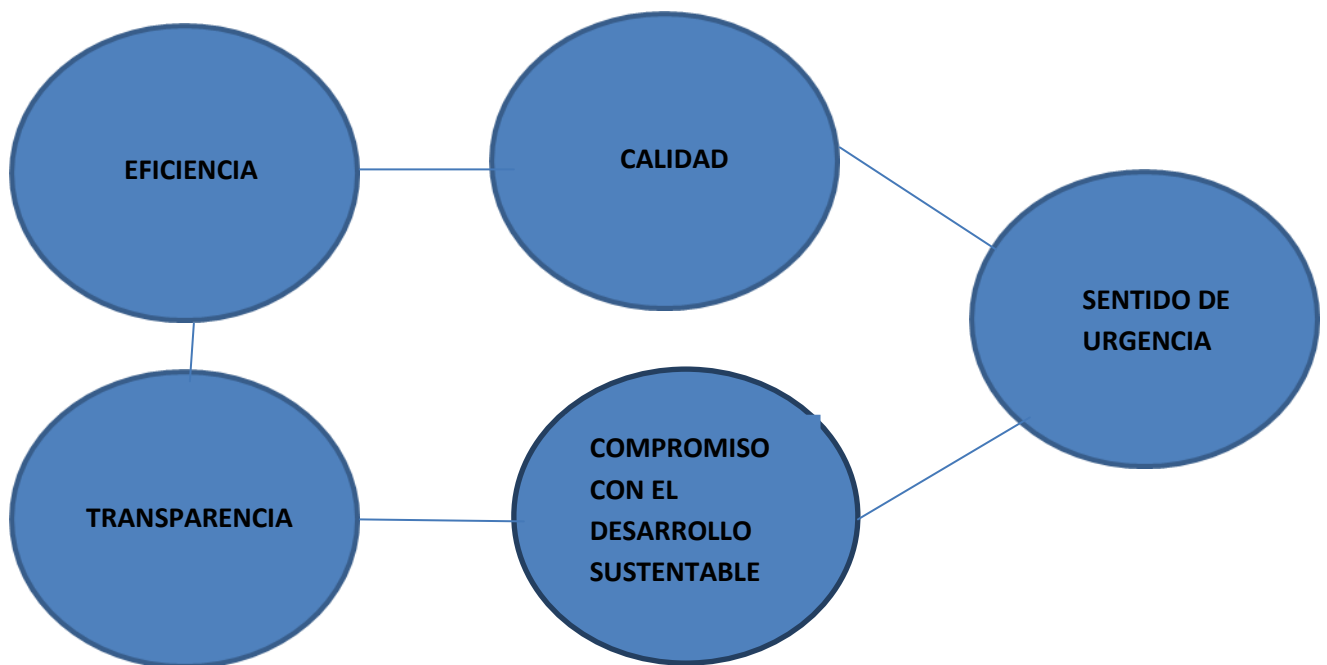 EFICIENCIA
CALIDAD
SENTIDO DE
URGENCIA
TRANSPARENCIA
COMPROMISO
CON EL
DESARROLLO
SUSTENTABLE